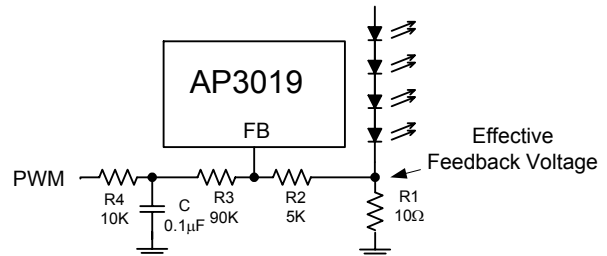 AP3019
FB
Effective
Feedback Voltage
PWM
R4
10K
C
0.1μF
R3
90K
R2
5K
R1
10Ω